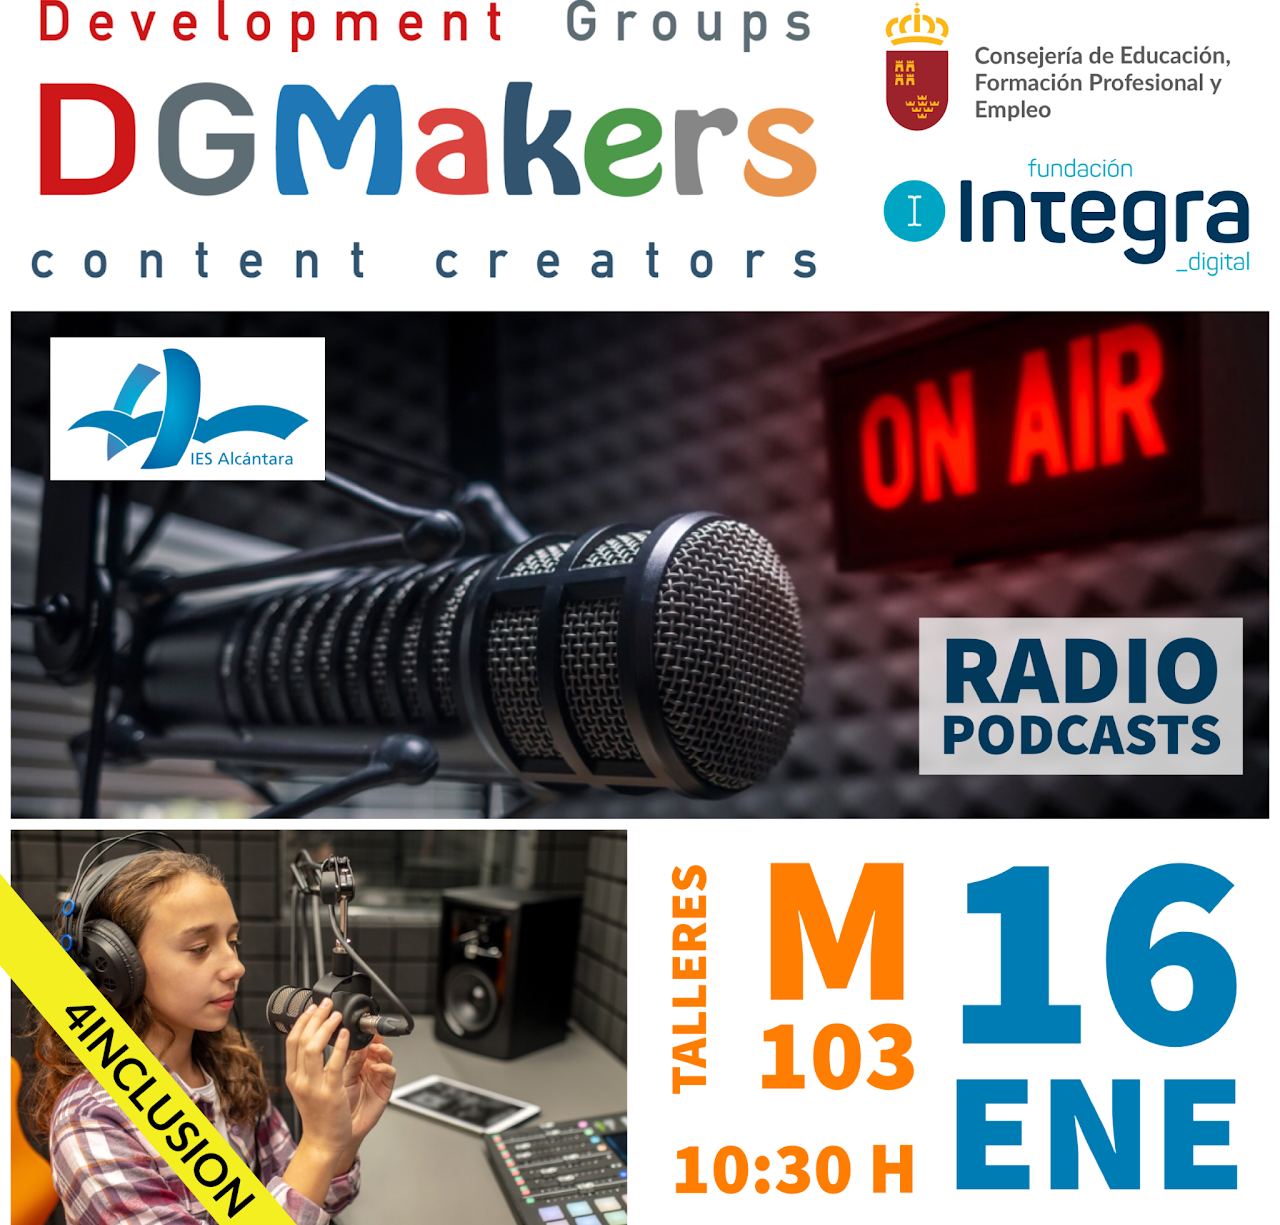 Development Groups
DGMakers
content creators
Consejería de Educación,
Formación Profesional y
Empleo
fundación
Integra
_digital
IES Alcántara
ON AIR
RADIO
PODCASTS
4INCLUSION
TALLERES
M
103
10:30 H
16
ENE